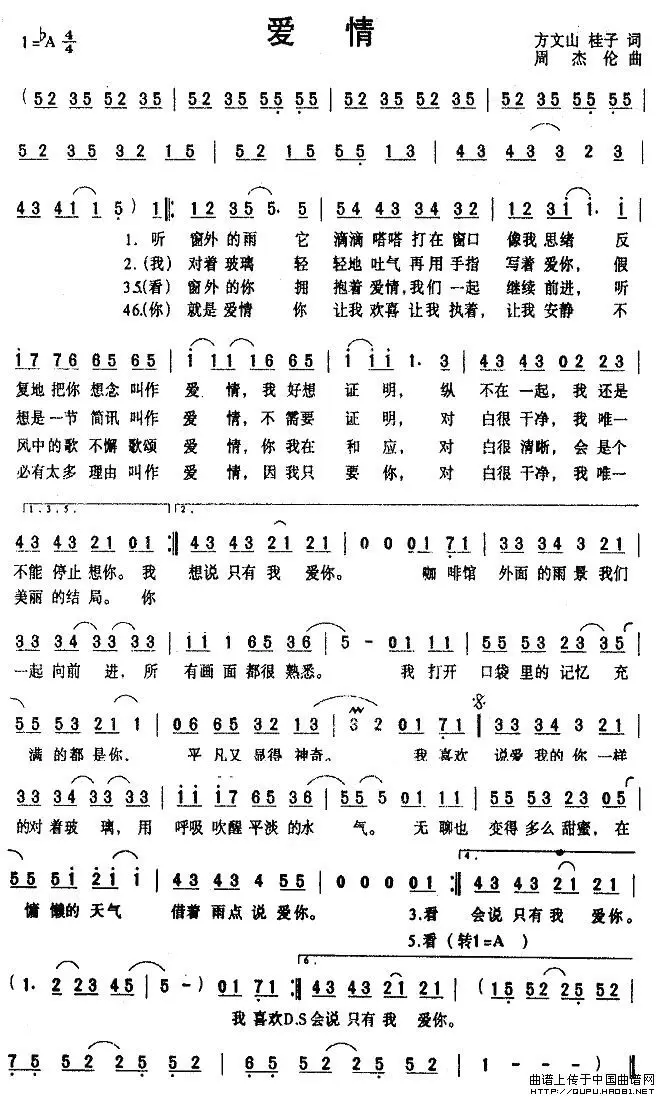 爱 情
1=♭A 4/4
方文山 桂子 词
周 杰 伦 曲
(52 35 52 35 | 52 35 52 55 | 52 35 52 35 | 52 35 52 55 55
52 35 32 15 | 52 15 52 55 13 | 43 43 3 2 3
43 41 1 5) 1 ‖: 12 35 5. 5 | 54 43 34 32 | 12 3i i. i
1. 听 窗外 的雨 它 滴滴 嗒嗒 打在 窗口 像我 思绪 反
2.(我) 对着 玻璃 轻 轻地 吐气 再用 手指 写着 爱你, 假
35.(看) 窗外 的你 拥 抱着 爱情,我们 一起 继续 前进, 听
46.(你) 就是 爱情 你 让我 欢喜 让我 执着, 让我 安静 不
i7 76 65 65 | i ii i6 65 | i ii i. 3 | 43 43 02 23
复地 把你 想念 叫作 爱 情, 我 好想 证 明, 纵 不在 一起, 我 还是
想是 一节 简讯 叫作 爱 情, 不 需要 证 明, 对 白很 干净, 我 唯一
风中 的歌 不懈 歌颂 爱 情, 你 我在 和 应, 对 白很 清晰, 会 是个
必有 太多 理由 叫作 爱 情, 因 我只 要 你, 对 白很 干净, 我 唯一
1.3.5. 2.
43 43 21 01 :‖ 43 43 21 21 | 0 0 01 71 | 33 34 3 21
不能 停止 想你。 我 想说 只有 我 爱你。 咖 啡馆 外面 的雨 景 我们
美丽 的结 局。 你
33 34 33 33 | ii i 65 36 | 5 - 01 11 | 55 53 23 35
一起 向前 进, 所 有画 面 都很 熟悉。 我 打开 口袋 里的 记忆 充
55 53 21 1 | 06 65 32 13 | 3 2 01 71 ‖ 33 34 3 21
满 的都 是你. 平 凡又 显得 神奇。 我 喜欢 说爱 我的 你 一样
33 34 33 33 | ii i7 65 36 | 55 5 01 11 | 55 53 23 05
的对 着玻 璃, 用 呼吸 吹醒 平淡 的水 气。 无 聊也 变得 多么 甜蜜, 在
4.
55 5i 2i i | 43 43 4 55 | 0 0 0 01 :‖ 43 43 21 21
慵 懒的 天气 借着 雨点 说 爱你。 3.看 会说 只有 我 爱你。
5.看 (转1=A )
6.
(1. 2 23 45 | 5 - ) 01 71 :‖ 43 43 21 21 | (15 52 25 52
我 喜欢D.S会说 只有 我 爱你。
75 52 25 52 | 65 52 25 52 | 1 - - -) ‖
曲谱上传于中国曲谱网
http://QUPU.HAO81.NET